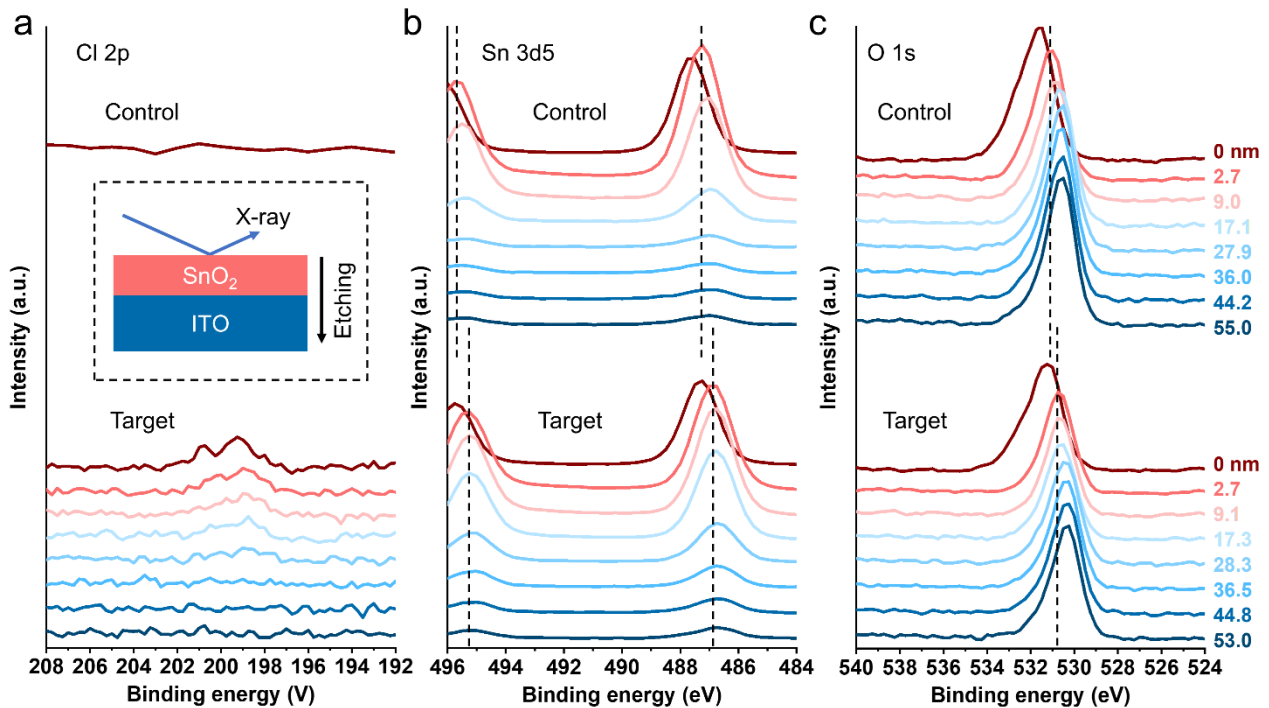 a
Cl 2p
Control
X-ray
SnO₂
ITO
Etching
Target
Intensity (a.u.)
208 206 204 202 200 198 196 194 192
Binding energy (V)
b
Sn 3d5
Control
Target
Intensity (a.u.)
496 494 492 490 488 486 484
Binding energy (eV)
c
O 1s
Control
0 nm
2.7
9.0
17.1
27.9
36.0
44.2
55.0
Target
0 nm
2.7
9.1
17.3
28.3
36.5
44.8
53.0
Intensity (a.u.)
540 538 536 534 532 530 528 526 524
Binding energy (eV)